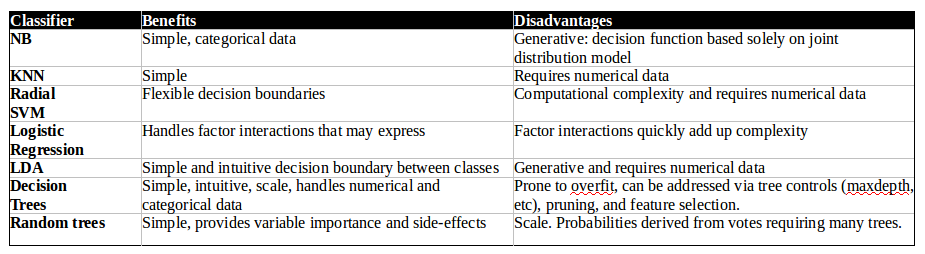 Classifier Benefits Disadvantages
NB Simple, categorical data Generative: decision function based solely on joint
distribution model
KNN Simple Requires numerical data
Radial Flexible decision boundaries Computational complexity and requires numerical data
SVM
Logistic Handles factor interactions that may express Factor interactions quickly add up complexity
Regression
LDA Simple and intuitive decision boundary between classes Generative and requires numerical data
Decision Simple, intuitive, scale, handles numerical and Prone to overfit, can be addressed via tree controls (maxdepth,
Trees categorical data etc), pruning, and feature selection.
Random trees Simple, provides variable importance and side-effects Scale. Probabilities derived from votes requiring many trees.